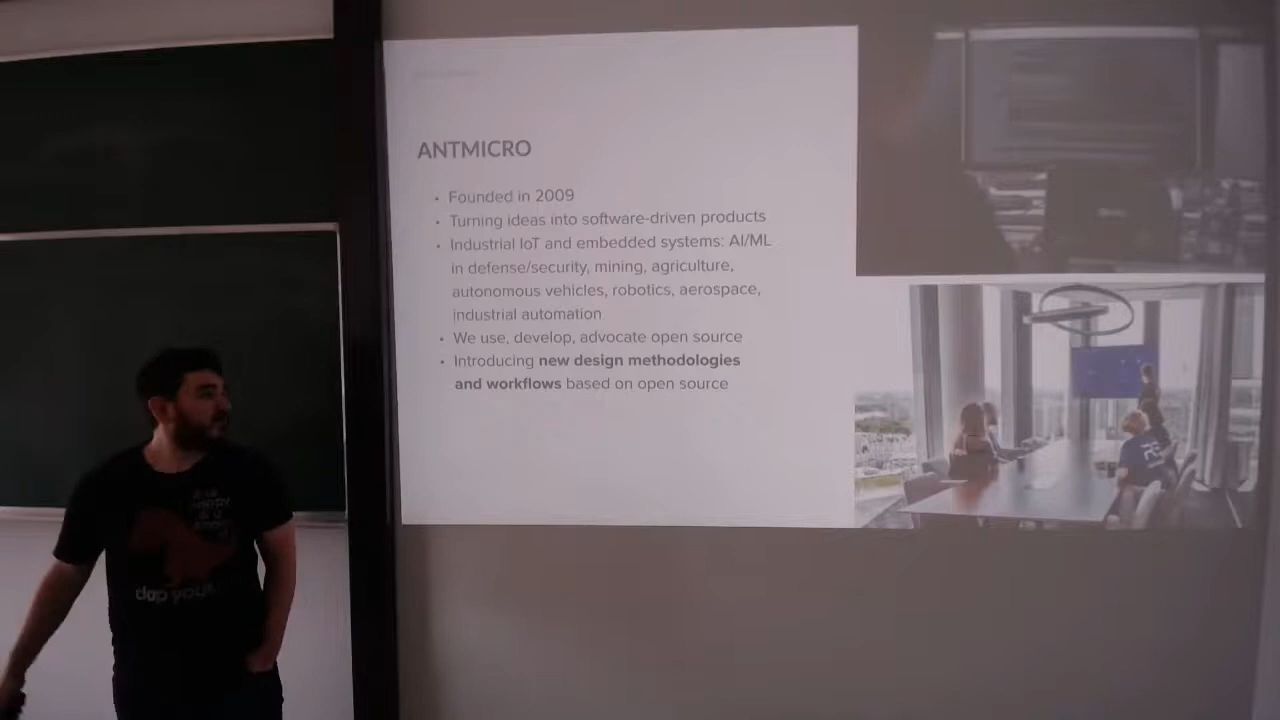 ANTMICRO
• Founded in 2009
• Turning ideas into software-driven products
• Industrial IoT and embedded systems: AI/ML
in defense/security, mining, agriculture,
autonomous vehicles, robotics, aerospace,
industrial automation
• We use, develop, advocate open source
• Introducing new design methodologies
and workflows based on open source